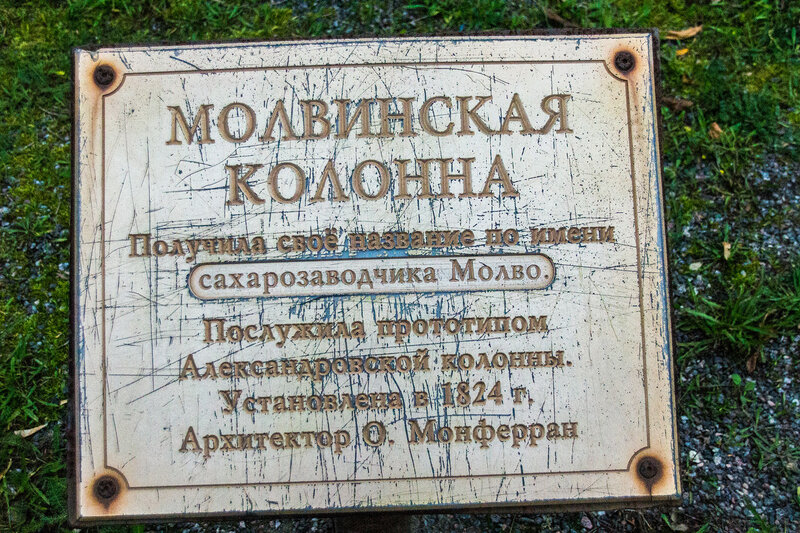 МОЛВИНСКАЯ
КОЛОННА
Получила своё название по имени
сахарозаводчика Молво.
Послужила прототипом
Александровской колонны.
Установлена в 1824 г.
Архитектор О. Монферран